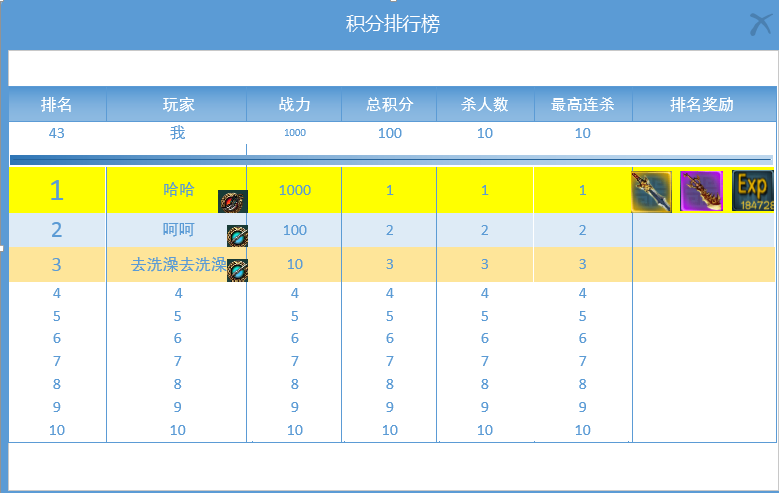 积分排行榜
排名 玩家 战力 总积分 杀人数 最高连杀 排名奖励
43 我 1000 100 10 10
1 哈哈 1000 1 1 1 Exp 184728
2 呵呵 100 2 2 2
3 去洗澡去洗澡 10 3 3 3
4 4 4 4 4 4
5 5 5 5 5 5
6 6 6 6 6 6
7 7 7 7 7 7
8 8 8 8 8 8
9 9 9 9 9 9
10 10 10 10 10 10